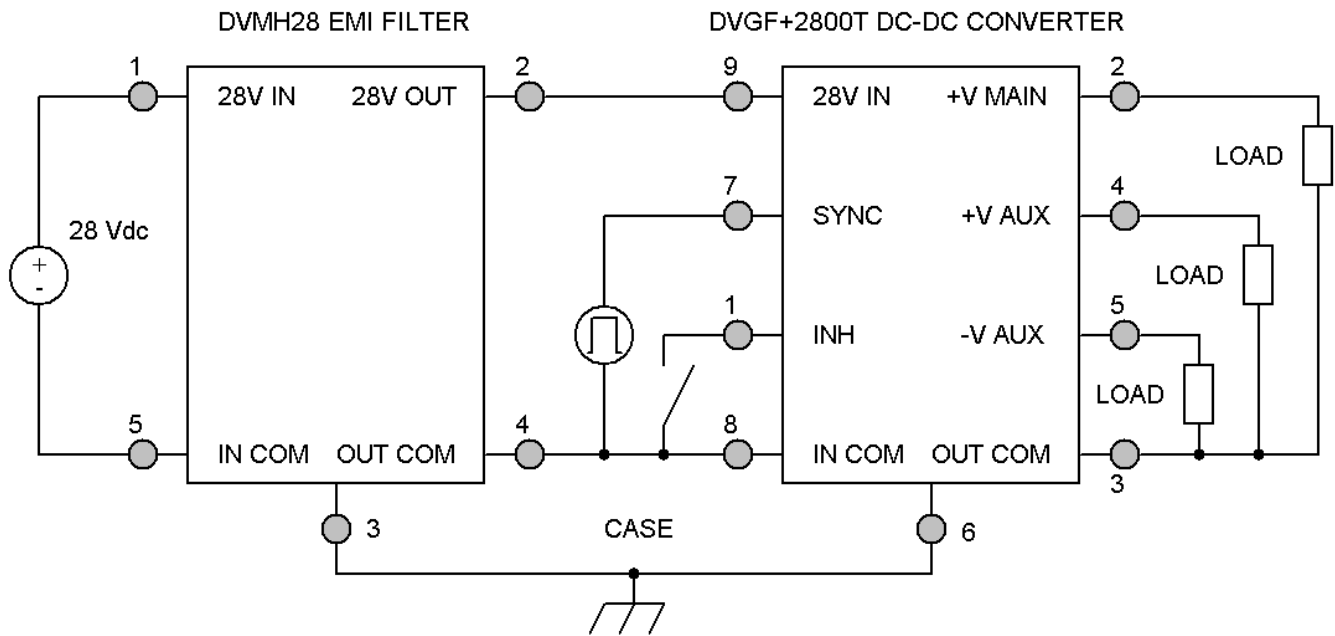 DVMH28 EMI FILTER DVGF+2800T DC-DC CONVERTER
1 2 9 2
28V IN 28V OUT 28V IN +V MAIN
LOAD
7 4
SYNC +V AUX
28 Vdc
+
-
LOAD
1 5
INH -V AUX
LOAD
5 4 8
IN COM OUT COM IN COM OUT COM
3
3 CASE 6